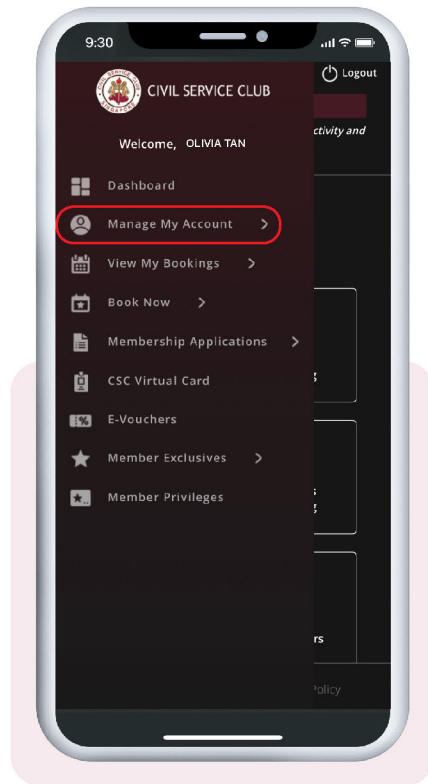 9:30
Logout
CIVIL SERVICE CLUB
ctivity and
Welcome, OLIVIA TAN
Dashboard
Manage My Account
View My Bookings
Book Now
Membership Applications
CSC Virtual Card
E-Vouchers
Member Exclusives
Member Privileges
rs
Policy